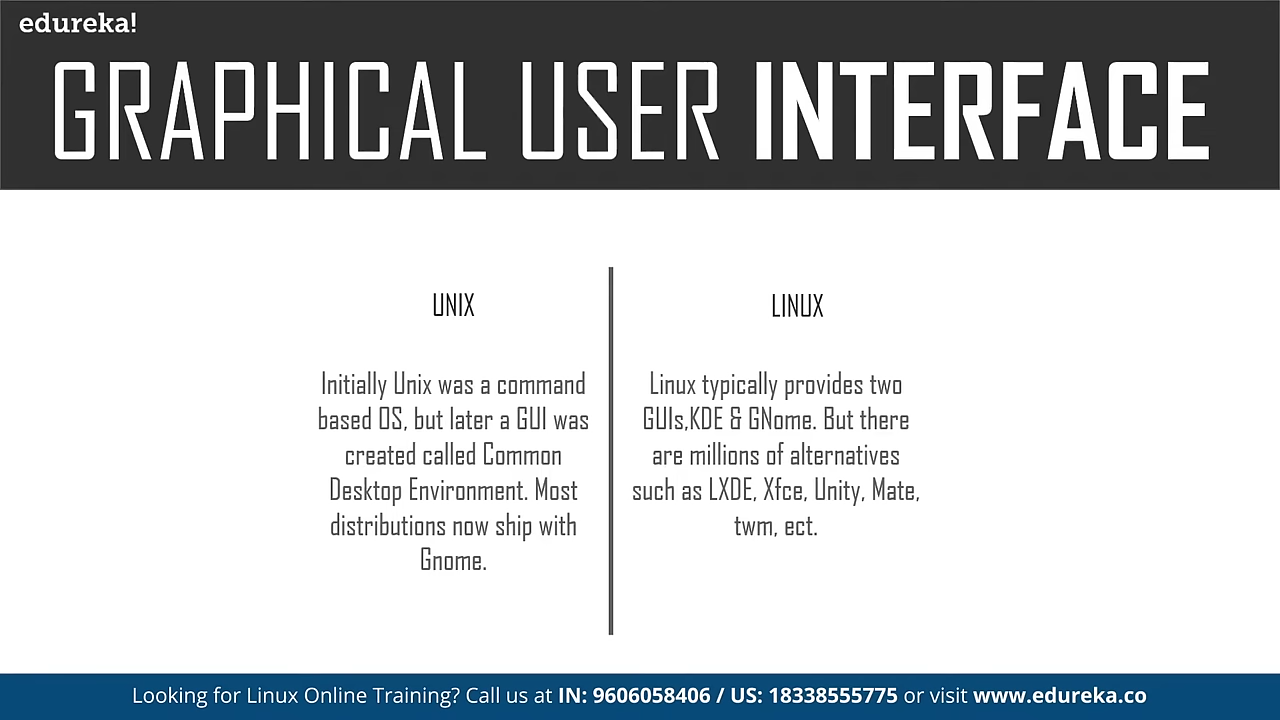 edureka!
GRAPHICAL USER INTERFACE
UNIX
Initially Unix was a command
based OS, but later a GUI was
created called Common
Desktop Environment. Most
distributions now ship with
Gnome.
LINUX
Linux typically provides two
GUIs,KDE & GNome. But there
are millions of alternatives
such as LXDE, Xfce, Unity, Mate,
twm, ect.
Looking for Linux Online Training? Call us at IN: 9606058406 / US: 18338555775 or visit www.edureka.co